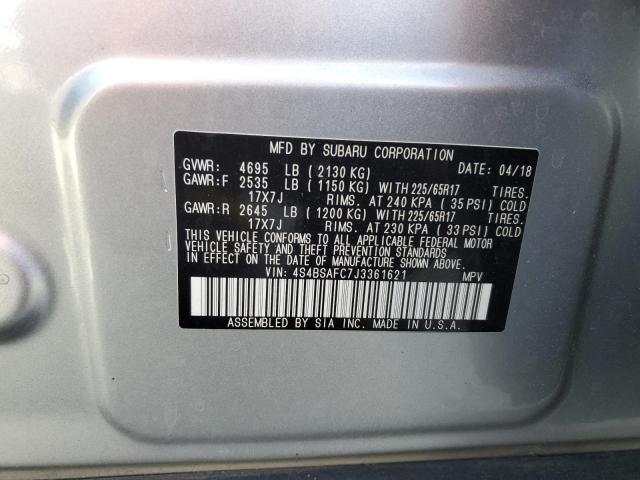 MFD BY SUBARU CORPORATION DATE: 04/18
GVWR: 4695 LB ( 2130 KG)
GAWR:F 2535 LB ( 1150 KG) WITH 225/65R17 TIRES.
17X7J RIMS. AT 240 KPA ( 35 PSI) COLD
GAWR:R 2645 LB ( 1200 KG) WITH 225/65R17 TIRES.
17X7J RIMS. AT 230 KPA ( 33 PSI) COLD
THIS VEHICLE CONFORMS TO ALL APPLICABLE FEDERAL MOTOR
VEHICLE SAFETY AND THEFT PREVENTION STANDARDS
IN EFFECT ON THE DATE OF MANUFACTURE SHOWN ABOVE.
VIN: 4S4BSAFC7J3361621 MPV
ASSEMBLED BY SIA INC. MADE IN U.S.A.